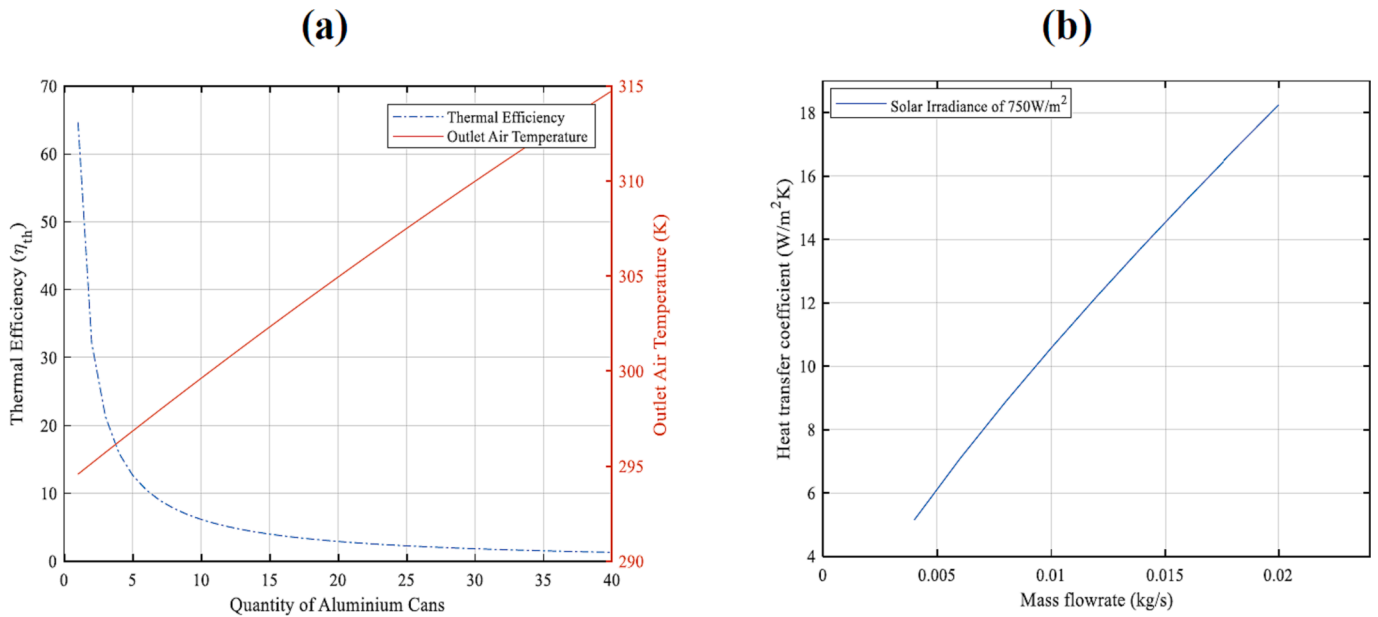 (a)
70
60
50
40
30
20
10
0
Thermal Efficiency (η_th)
0 5 10 15 20 25 30 35 40
Quantity of Aluminium Cans
315
310
305
300
295
290
Outlet Air Temperature (K)
Thermal Efficiency
Outlet Air Temperature
(b)
18
16
14
12
10
8
6
4
Heat transfer coefficient (W/m²K)
0 0.005 0.01 0.015 0.02
Mass flowrate (kg/s)
Solar Irradiance of 750W/m²